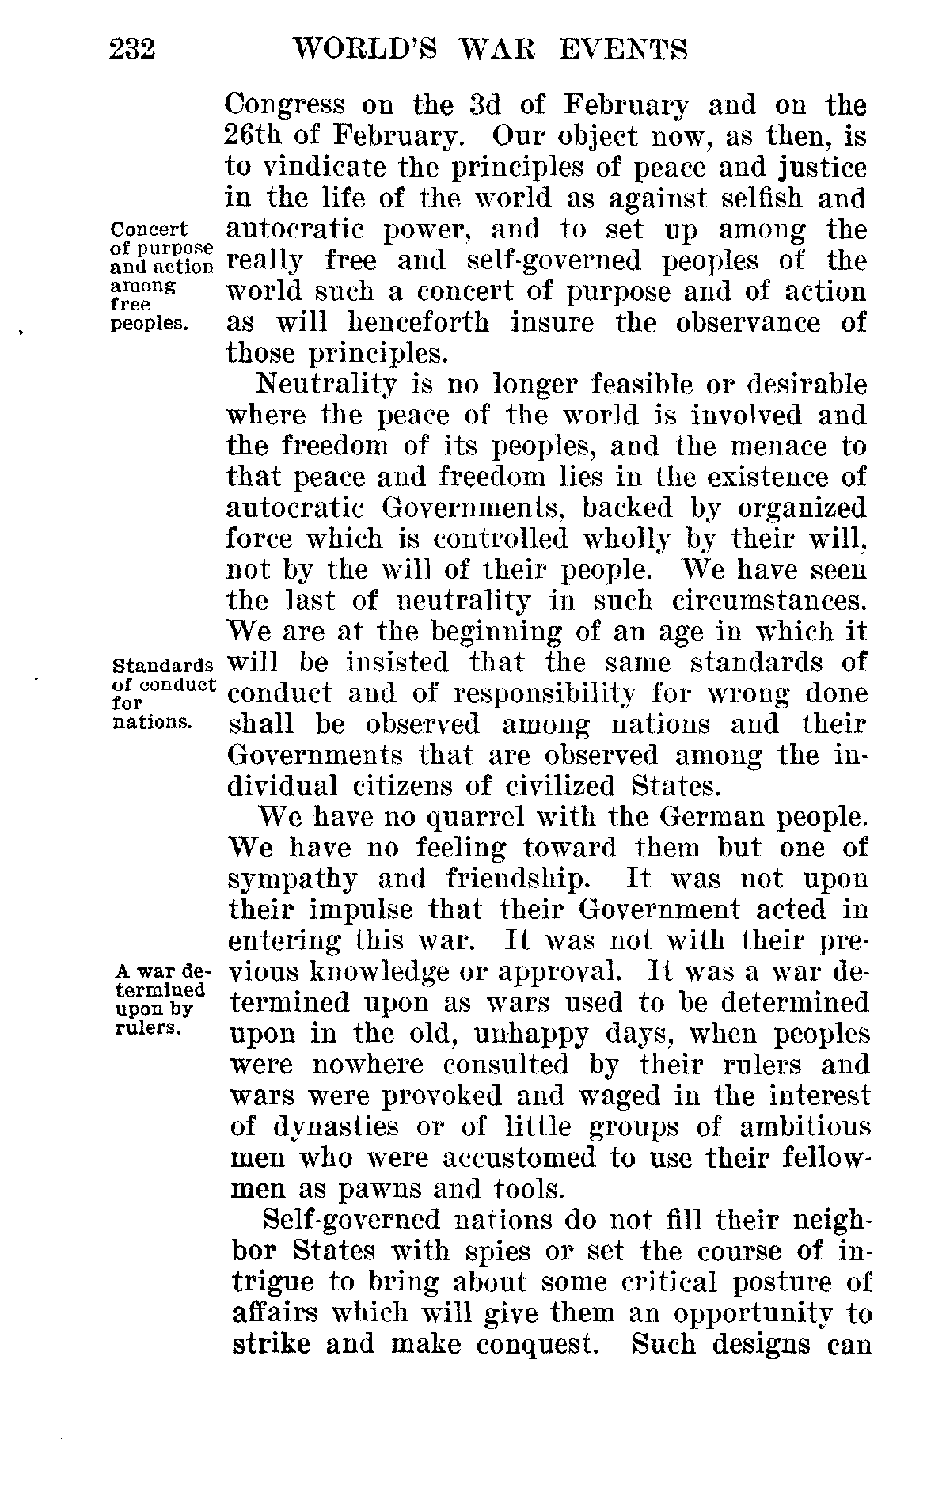 232 WORLD'S WAR EVENTS
Congress on the 3d of February and on the
26th of February. Our object now, as then, is
to vindicate the principles of peace and justice
in the life of the world as against selfish and
Concert
of purpose
and action
among
free
peoples.
autocratic power, and to set up among the
really free and self-governed peoples of the
world such a concert of purpose and of action
as will henceforth insure the observance of
those principles.
Neutrality is no longer feasible or desirable
where the peace of the world is involved and
the freedom of its peoples, and the menace to
that peace and freedom lies in the existence of
autocratic Governments, backed by organized
force which is controlled wholly by their will,
not by the will of their people. We have seen
the last of neutrality in such circumstances.
We are at the beginning of an age in which it
Standards
of conduct
for
nations.
will be insisted that the same standards of
conduct and of responsibility for wrong done
shall be observed among nations and their
Governments that are observed among the in-
dividual citizens of civilized States.
We have no quarrel with the German people.
We have no feeling toward them but one of
sympathy and friendship. It was not upon
their impulse that their Government acted in
entering this war. It was not with their pre-
A war de-
termined
upon by
rulers.
vious knowledge or approval. It was a war de-
termined upon as wars used to be determined
upon in the old, unhappy days, when peoples
were nowhere consulted by their rulers and
wars were provoked and waged in the interest
of dynasties or of little groups of ambitious
men who were accustomed to use their fellow-
men as pawns and tools.
Self-governed nations do not fill their neigh-
bor States with spies or set the course of in-
trigue to bring about some critical posture of
affairs which will give them an opportunity to
strike and make conquest. Such designs can